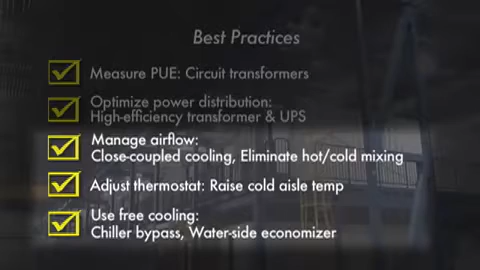 Best Practices
Measure PUE: Circuit transformers
Optimize power distribution:
High-efficiency transformer & UPS
Manage airflow:
Close-coupled cooling, Eliminate hot/cold mixing
Adjust thermostat: Raise cold aisle temp
Use free cooling:
Chiller bypass, Water-side economizer